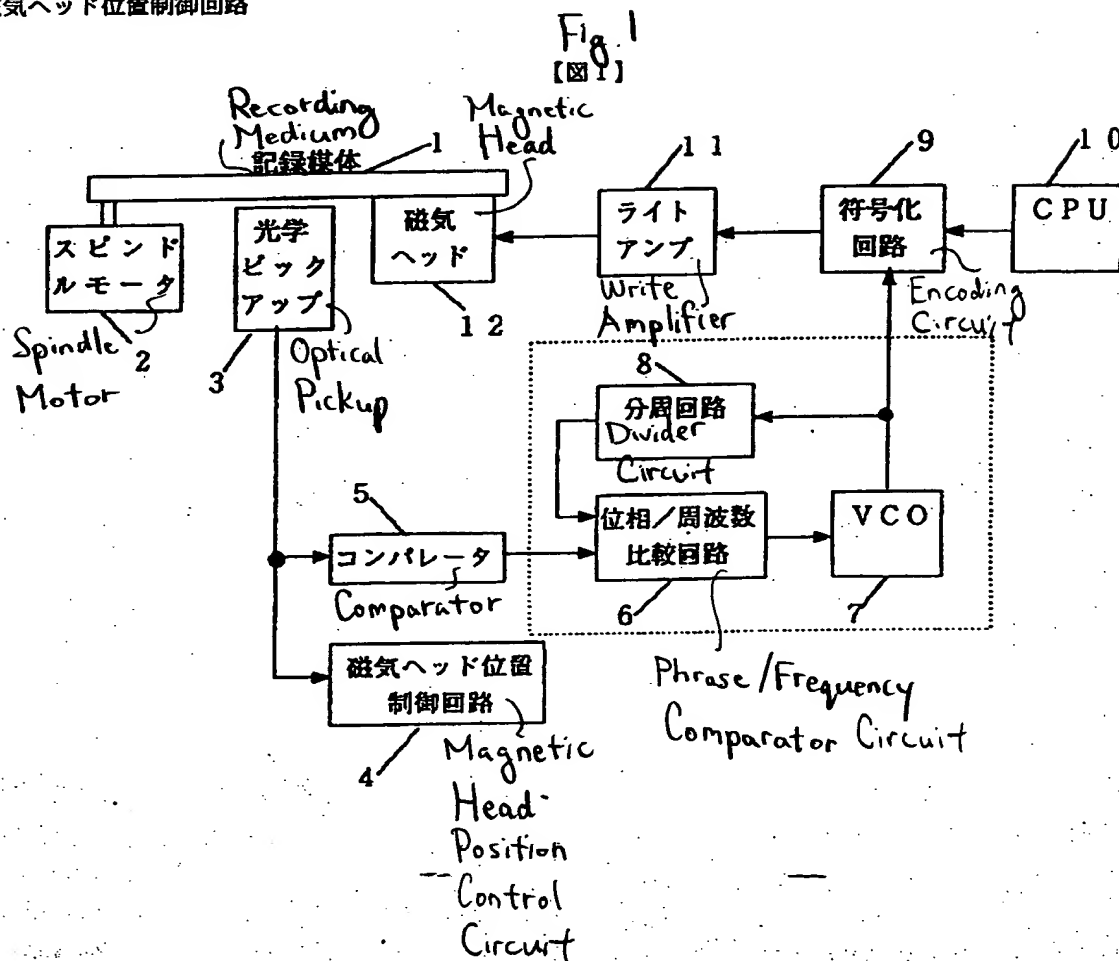 気ヘッド位置制御回路
Fig. 1
【図1】
Recording
Medium
記録媒体
1
Magnetic
Head
11
9
10
磁気
ヘッド
ライト
アンプ
符号化
回路
CPU
光学
ピック
アップ
スピンド
ルモータ
12
Write
Amplifier
Encoding
Circuit
Spindle
Motor
2
3
Optical
Pickup
8
分周回路
Divider
Circuit
5
コンパレータ
Comparator
位相/周波数
比較回路
VCO
6
7
磁気ヘッド位置
制御回路
Phrase/Frequency
Comparator Circuit
4
Magnetic
Head
Position
Control
Circuit